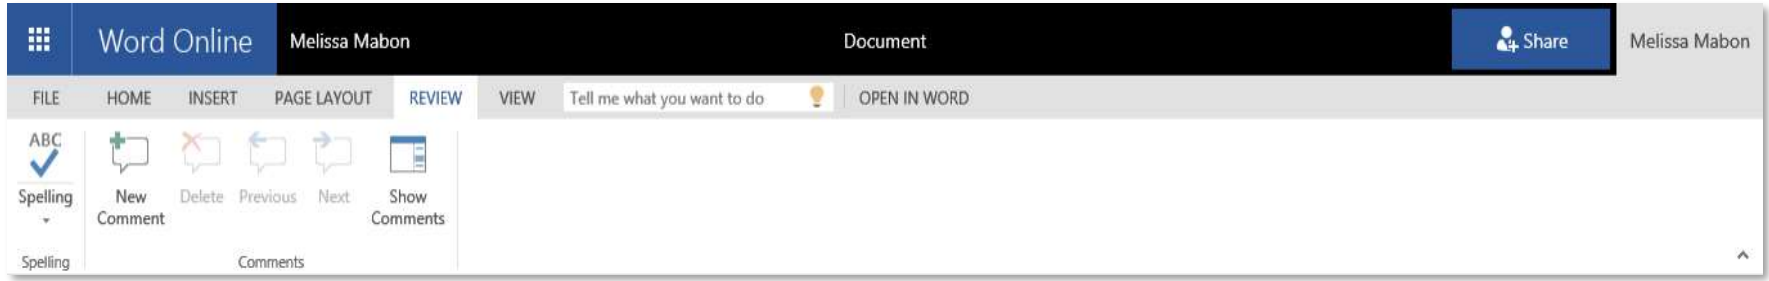 Word Online Melissa Mabon Document Share Melissa Mabon
FILE HOME INSERT PAGE LAYOUT REVIEW VIEW Tell me what you want to do OPEN IN WORD
ABC
Spelling New Delete Previous Next Show
Comment Comments
Spelling Comments